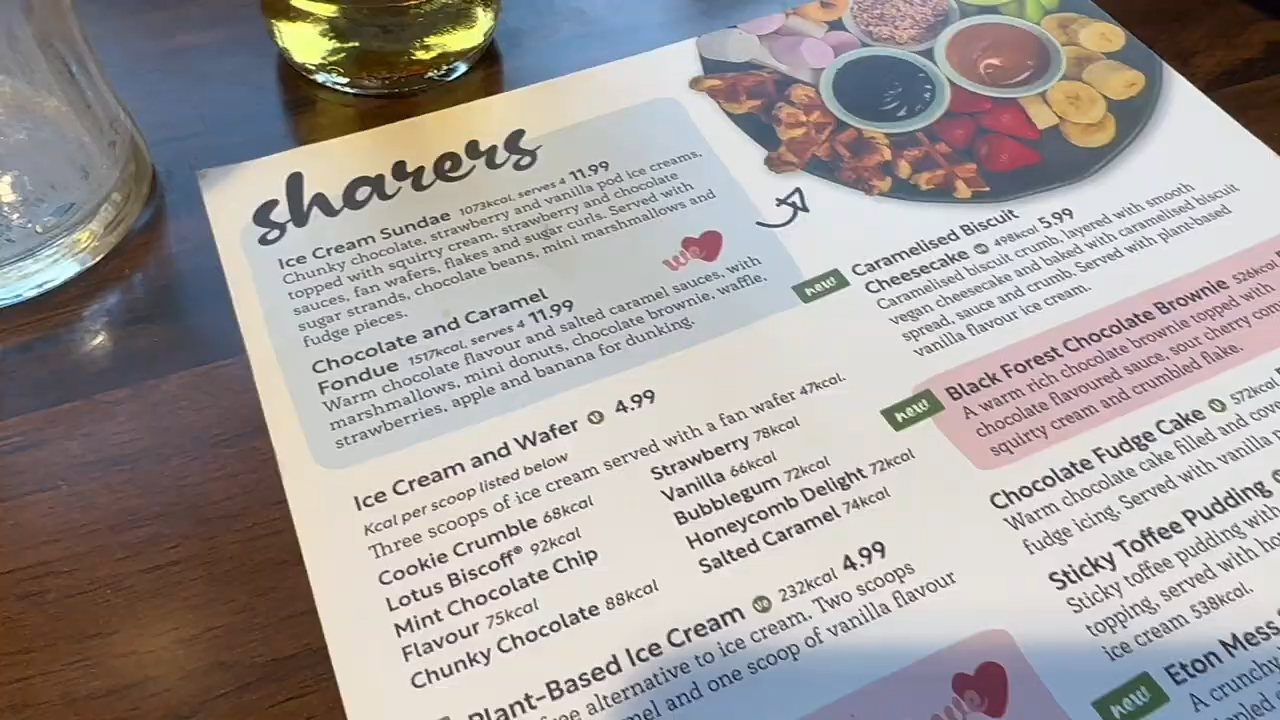 sharers
Ice Cream Sundae 1073kcal, serves 4 11.99
Chunky chocolate, strawberry and vanilla pod ice creams,
topped with squirty cream, strawberry and chocolate
sauces, fan wafers, flakes and sugar curls. Served with
sugar strands, chocolate beans, mini marshmallows and
fudge pieces.
we
Chocolate and Caramel
Fondue 1517kcal, serves 4 11.99
Warm chocolate flavour and salted caramel sauces, with
marshmallows, mini donuts, chocolate brownie, waffle,
strawberries, apple and banana for dunking.
Ice Cream and Wafer V 4.99
Kcal per scoop listed below
Three scoops of ice cream served with a fan wafer 47kcal.
Cookie Crumble 68kcal
Lotus Biscoff® 92kcal
Mint Chocolate Chip
Flavour 75kcal
Chunky Chocolate 88kcal
Strawberry 78kcal
Vanilla 66kcal
Bubblegum 72kcal
Honeycomb Delight 72kcal
Salted Caramel 74kcal
Plant-Based Ice Cream Ve 232kcal 4.99
alternative to ice cream. Two scoops
and one scoop of vanilla flavour
we
new
Caramelised Biscuit
Cheesecake Ve 498kcal 5.99
Caramelised biscuit crumb, layered with smooth
vegan cheesecake and baked with caramelised biscuit
spread, sauce and crumb. Served with plant-based
vanilla flavour ice cream.
new
Black Forest Chocolate Brownie 526kcal
A warm rich chocolate brownie topped with
chocolate flavoured sauce, sour cherry
squirty cream and crumbled flake.
Chocolate Fudge Cake V 572kcal
Warm chocolate cake filled and
fudge icing. Served with vanilla
Sticky Toffee Pudding
Sticky toffee pudding with
topping, served with
ice cream 538kcal.
new
Eton Mess
A crunchy